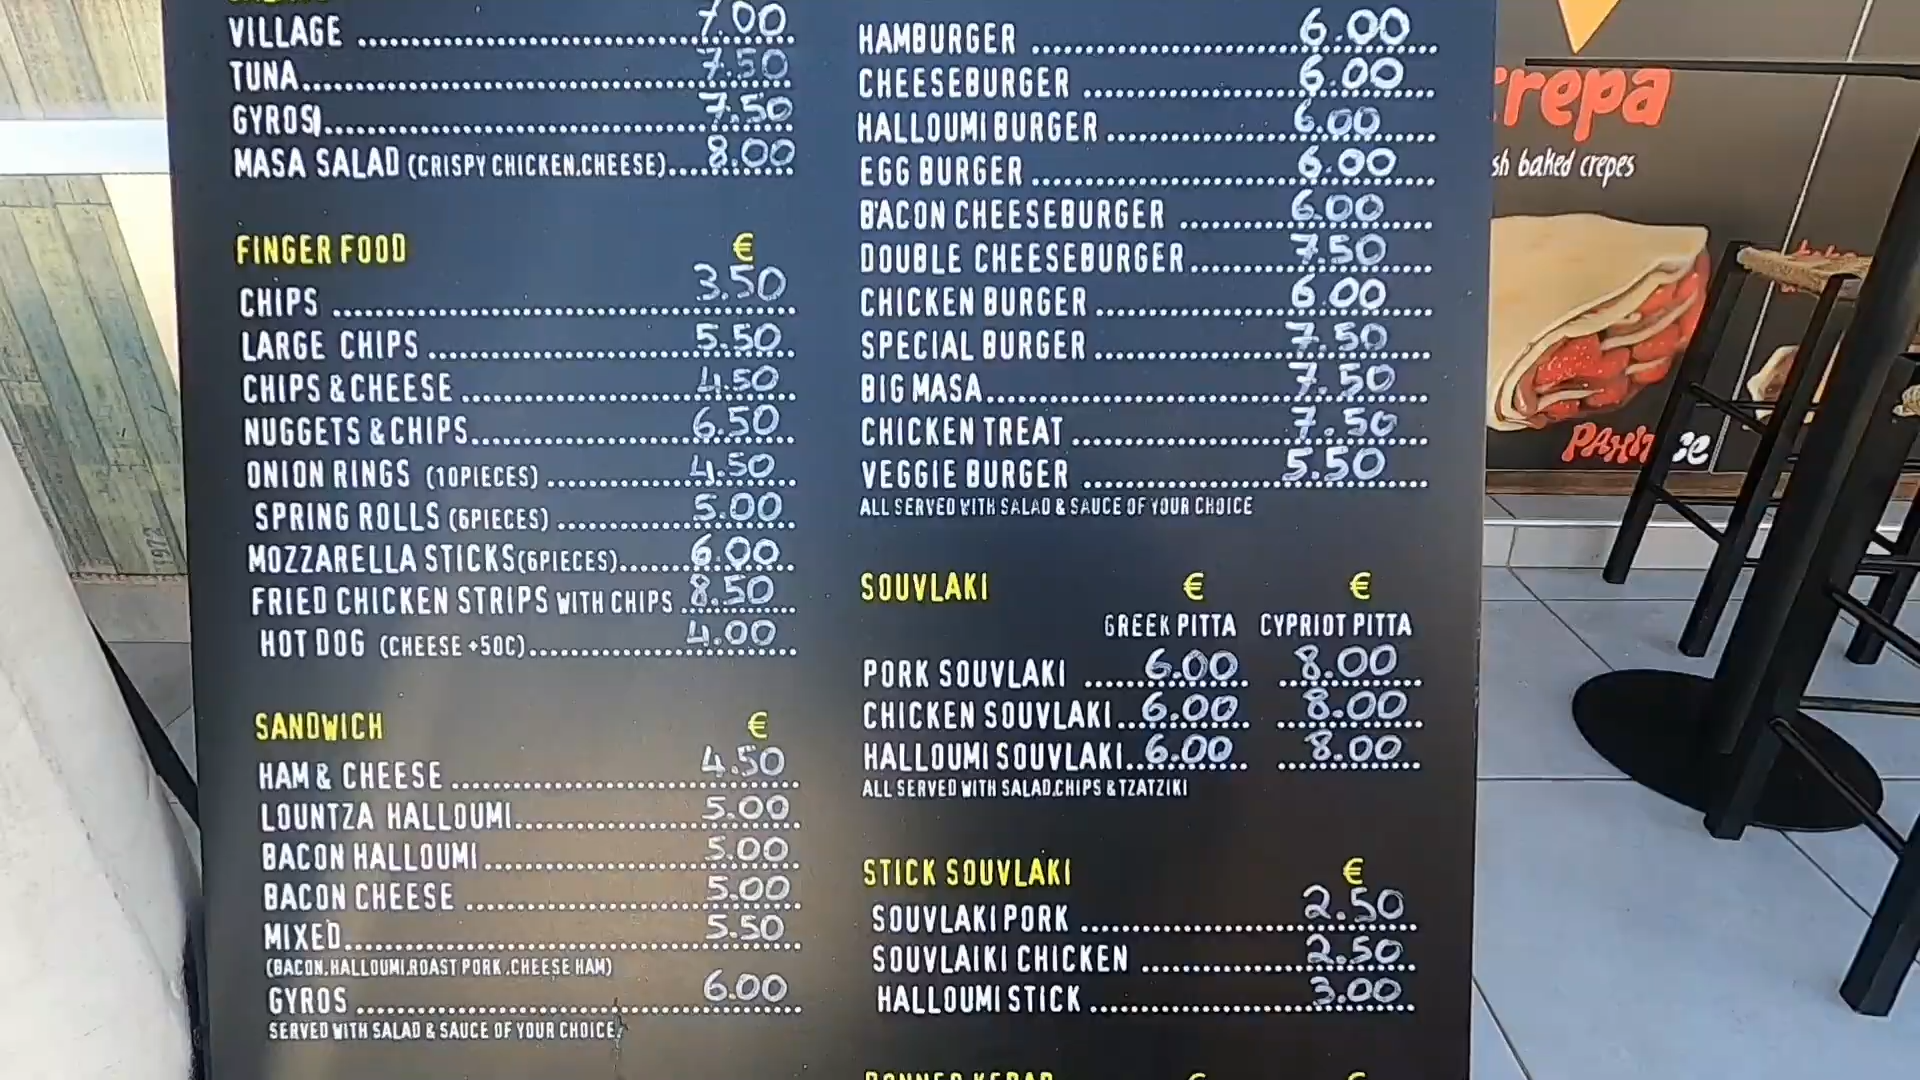 VILLAGE 7.00
TUNA 7.50
GYROS 7.50
MASA SALAD (CRISPY CHICKEN,CHEESE) 8.00
FINGER FOOD €
CHIPS 3.50
LARGE CHIPS 5.50
CHIPS & CHEESE 4.50
NUGGETS & CHIPS 6.50
ONION RINGS (10PIECES) 4.50
SPRING ROLLS (6PIECES) 5.00
MOZZARELLA STICKS(6PIECES) 6.00
FRIED CHICKEN STRIPS WITH CHIPS 8.50
HOT DOG (CHEESE +50C) 4.00
SANDWICH €
HAM & CHEESE 4.50
LOUNTZA HALLOUMI 5.00
BACON HALLOUMI 5.00
BACON CHEESE 5.00
MIXED 5.50
(BACON,HALLOUMI,ROAST PORK,CHEESE HAM)
GYROS 6.00
SERVED WITH SALAD & SAUCE OF YOUR CHOICE.
HAMBURGER 6.00
CHEESEBURGER 6.00
HALLOUMI BURGER 6.00
EGG BURGER 6.00
BACON CHEESEBURGER 6.00
DOUBLE CHEESEBURGER 7.50
CHICKEN BURGER 6.00
SPECIAL BURGER 7.50
BIG MASA 7.50
CHICKEN TREAT 7.50
VEGGIE BURGER 5.50
ALL SERVED WITH SALAD & SAUCE OF YOUR CHOICE
SOUVLAKI € €
GREEK PITTA CYPRIOT PITTA
PORK SOUVLAKI 6.00 8.00
CHICKEN SOUVLAKI 6.00 8.00
HALLOUMI SOUVLAKI 6.00 8.00
ALL SERVED WITH SALAD,CHIPS & TZATZIKI
STICK SOUVLAKI €
SOUVLAKI PORK 2.50
SOUVLAIKI CHICKEN 2.50
HALLOUMI STICK 3.00
crepa
baked crepes